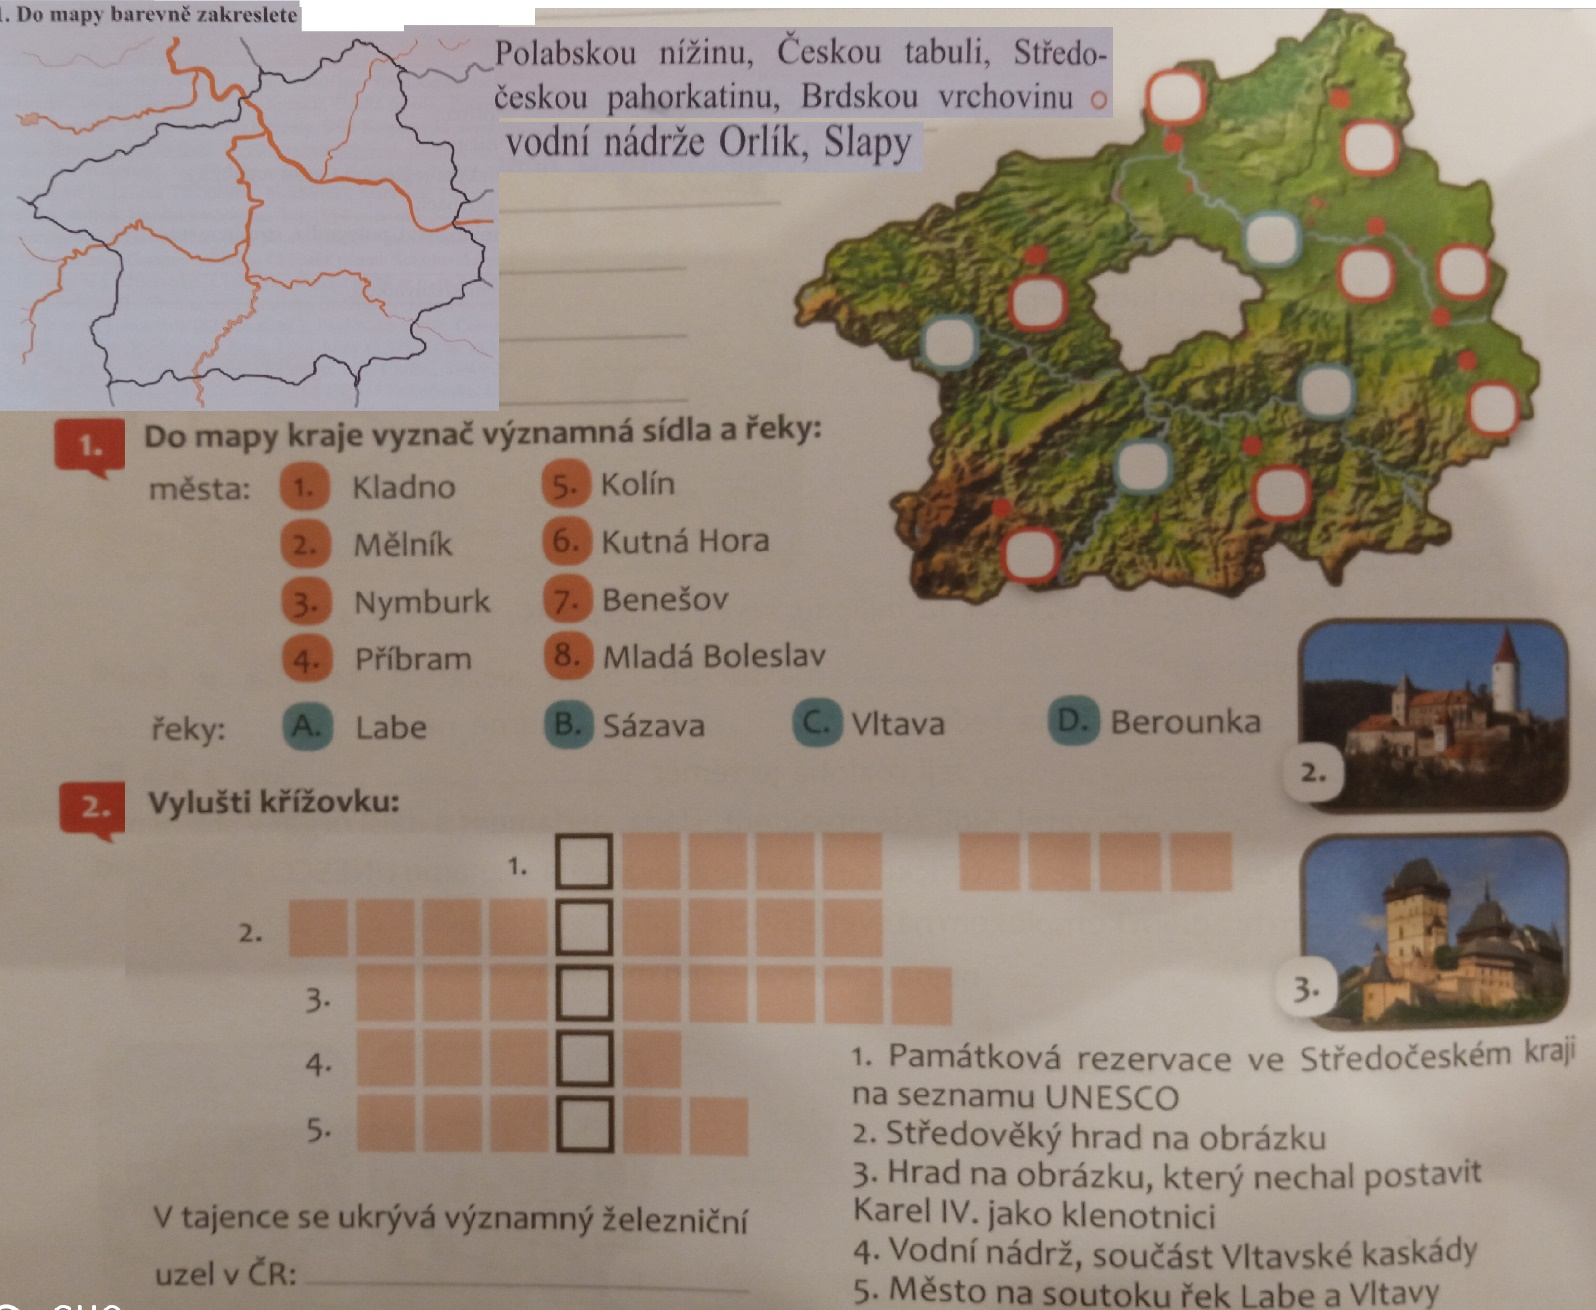 1. Do mapy barevně zakreslete
Polabskou nížinu, Českou tabuli, Středo-
českou pahorkatinu, Brdskou vrchovinu o
vodní nádrže Orlík, Slapy
1. Do mapy kraje vyznač významná sídla a řeky:
města: 1. Kladno 5. Kolín
2. Mělník 6. Kutná Hora
3. Nymburk 7. Benešov
4. Příbram 8. Mladá Boleslav
řeky: A. Labe B. Sázava C. Vltava D. Berounka
2.
2. Vylušti křížovku:
1.
2.
3.
4.
5.
3.
1. Památková rezervace ve Středočeském kraji
na seznamu UNESCO
2. Středověký hrad na obrázku
3. Hrad na obrázku, který nechal postavit
Karel IV. jako klenotnici
4. Vodní nádrž, součást Vltavské kaskády
5. Město na soutoku řek Labe a Vltavy
V tajence se ukrývá významný železniční
uzel v ČR: